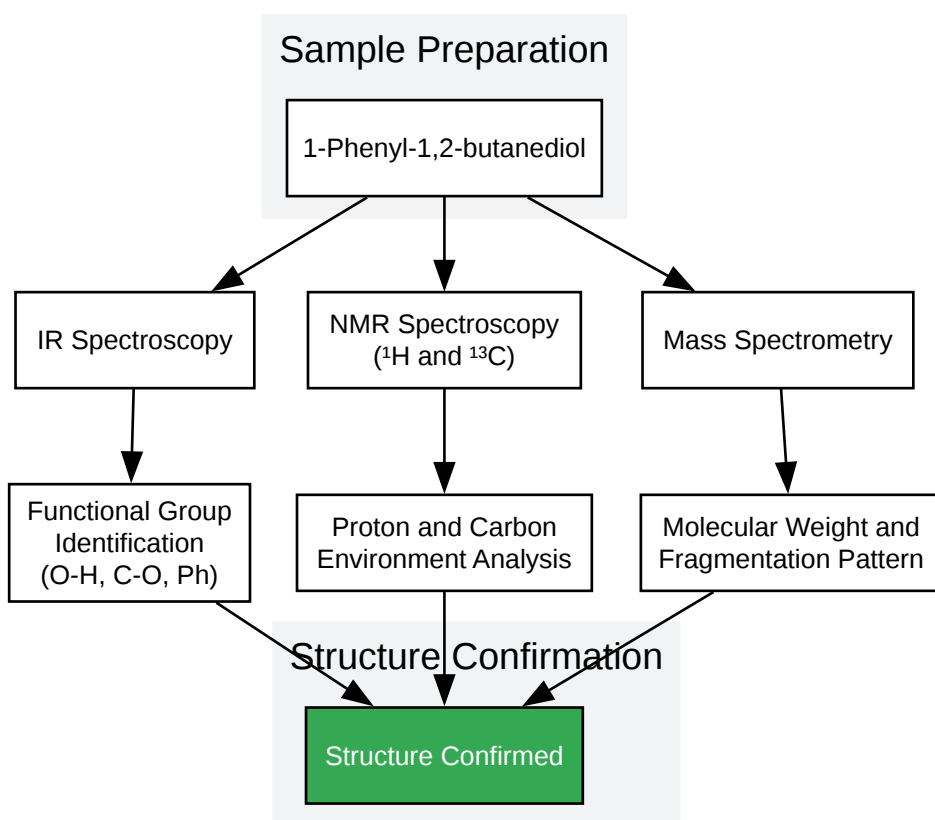 Sample Preparation
1-Phenyl-1,2-butanediol
IR Spectroscopy
NMR Spectroscopy
(¹H and ¹³C)
Mass Spectrometry
Functional Group
Identification
(O-H, C-O, Ph)
Proton and Carbon
Environment Analysis
Molecular Weight and
Fragmentation Pattern
Structure Confirmation
Structure Confirmed